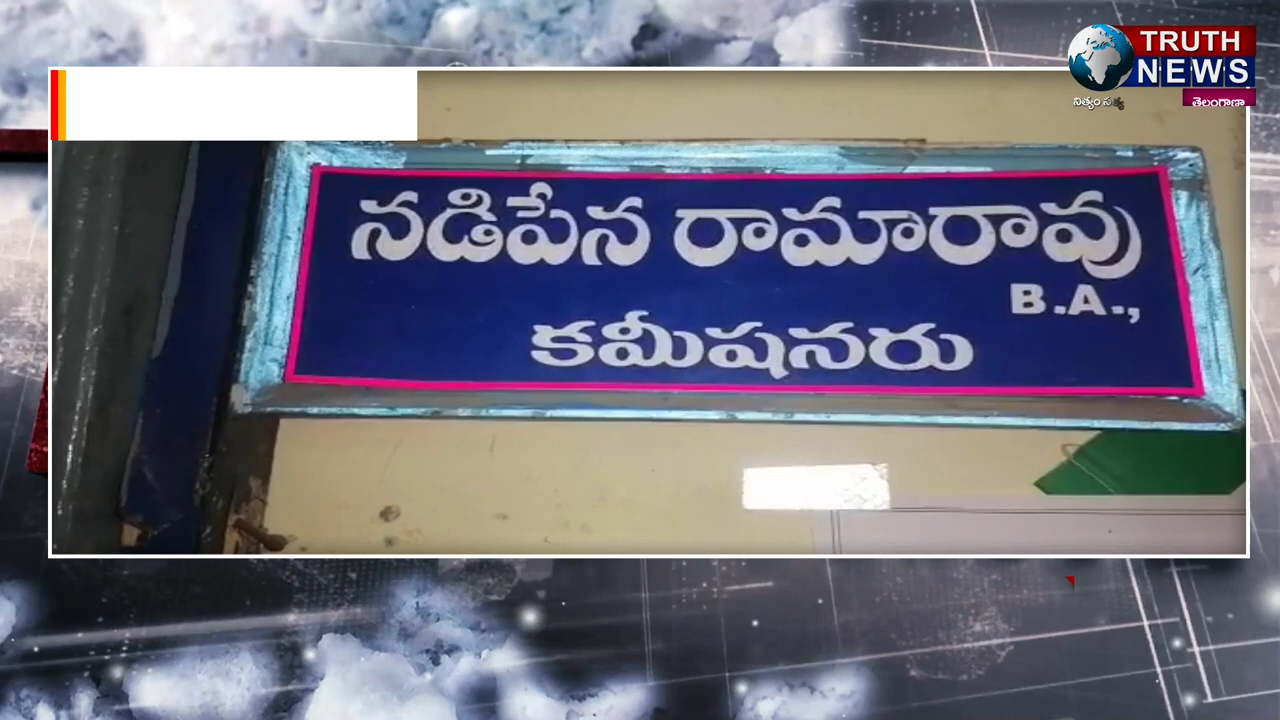 TRUTH
NEWS
నిత్యం సత్య
తెలంగాణా
నడిపేన రామారావు
B.A.,
కమీషనరు